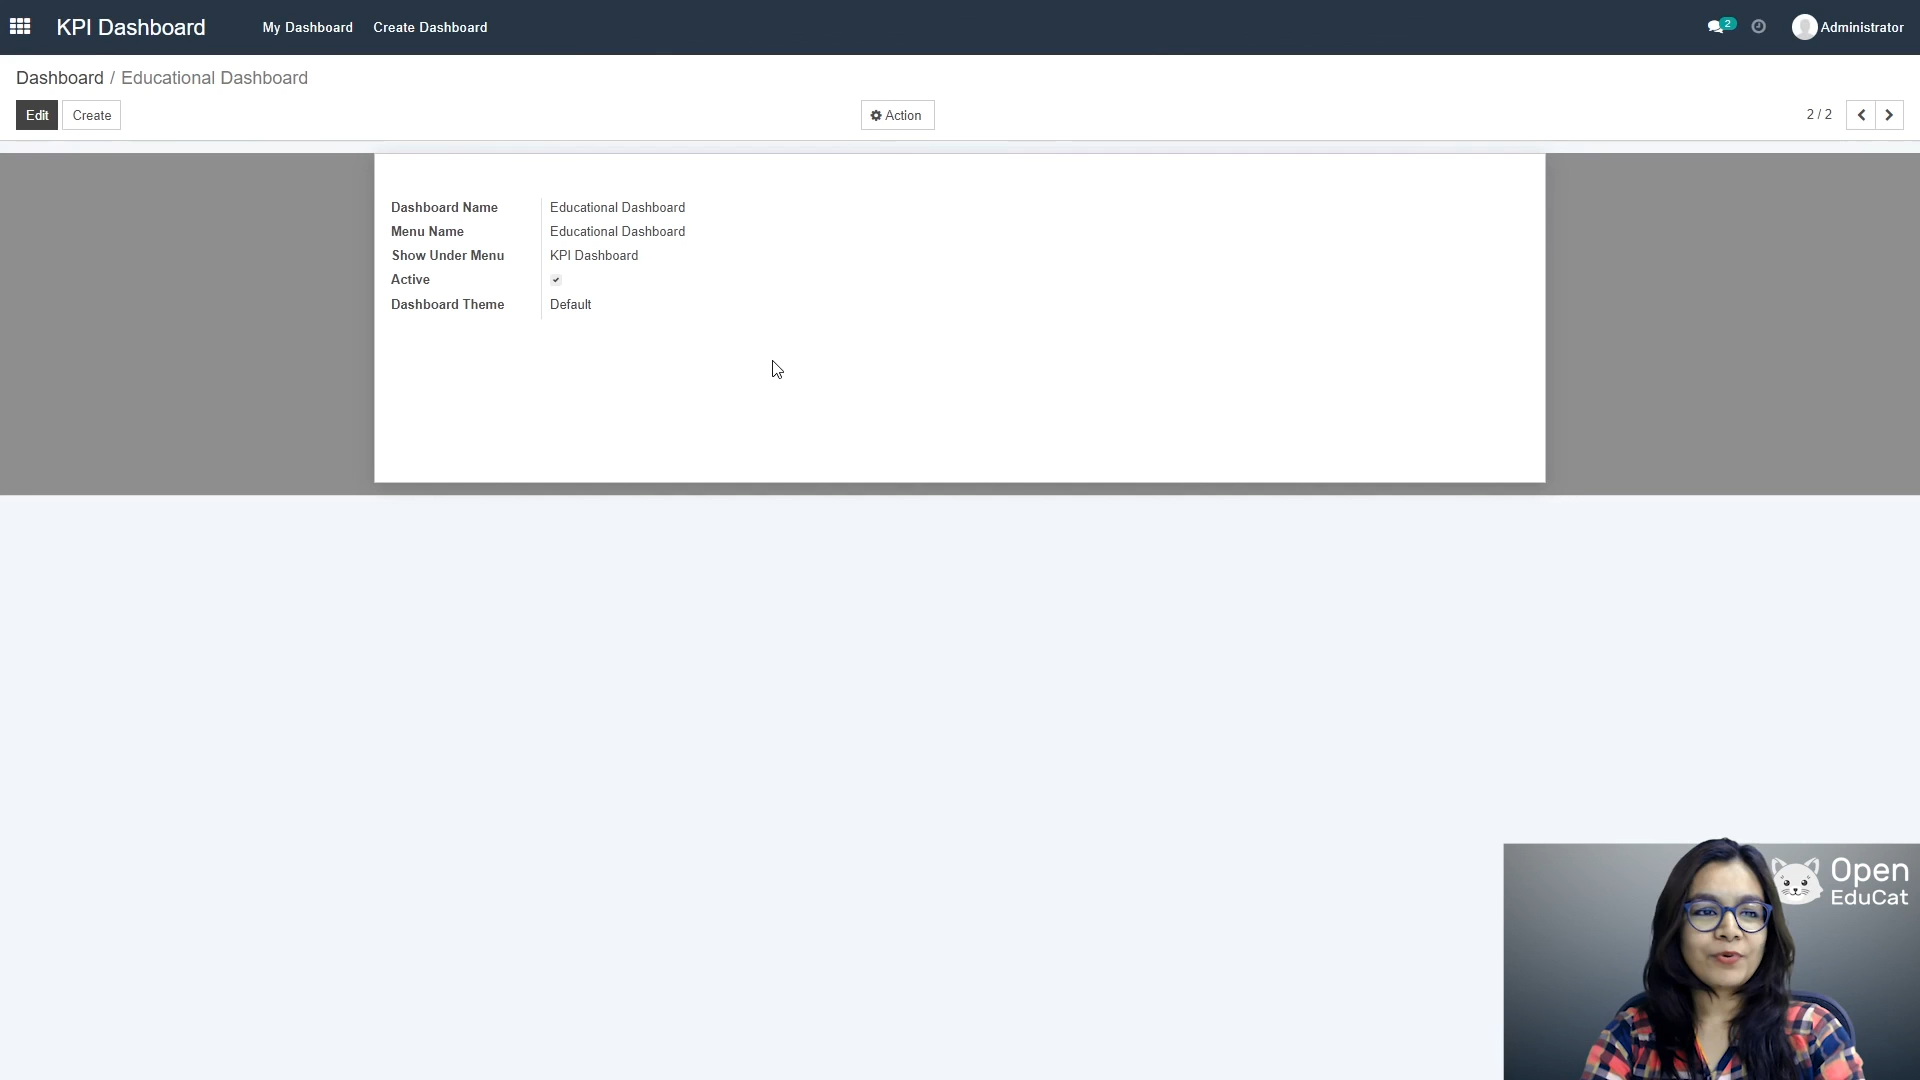 KPI Dashboard My Dashboard Create Dashboard 2 Administrator
Dashboard / Educational Dashboard
Edit Create Action 2 / 2
Dashboard Name Educational Dashboard
Menu Name Educational Dashboard
Show Under Menu KPI Dashboard
Active
Dashboard Theme Default
Open
EduCat